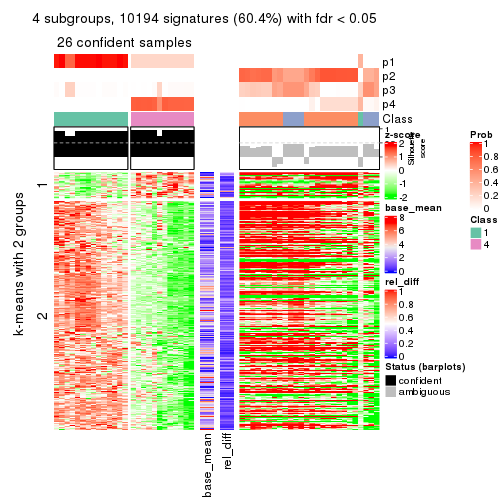 4 subgroups, 10194 signatures (60.4%) with fdr < 0.05
26 confident samples
p1
p2
p3
p4
Class
1
Silhouette
score
k-means with 2 groups
1
2
base_mean
rel_diff
z-score
2
1
0
-1
-2
base_mean
8
6
4
2
0
rel_diff
1
0.8
0.6
0.4
0.2
0
Status (barplots)
confident
ambiguous
Prob
1
0.8
0.6
0.4
0.2
0
Class
1
4